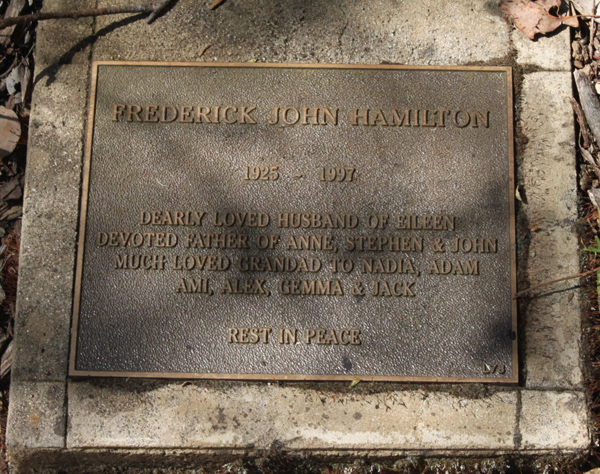 FREDERICK JOHN HAMILTON
1925 - 1997
DEARLY LOVED HUSBAND OF EILEEN
DEVOTED FATHER OF ANNE, STEPHEN & JOHN
MUCH LOVED GRANDAD TO NADIA, ADAM
AMI, ALEX, GEMMA & JACK
REST IN PEACE